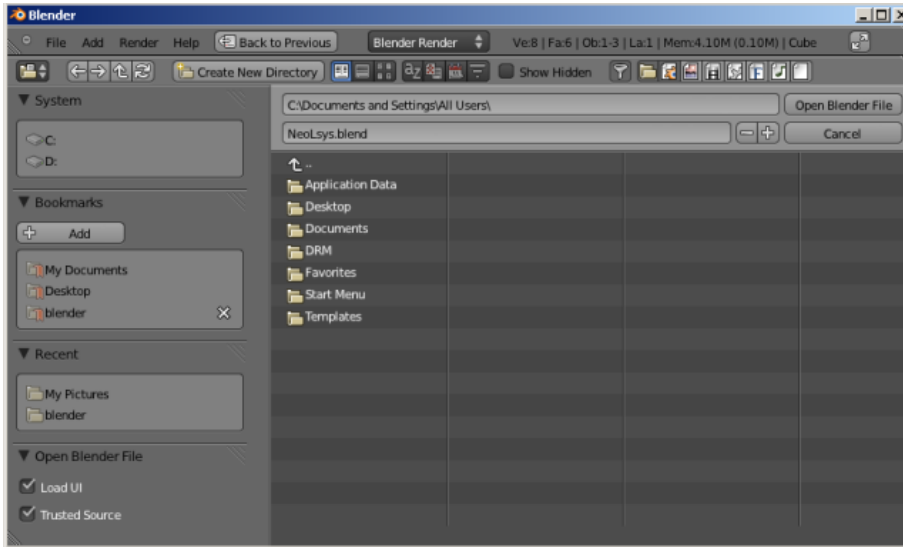 Blender
File Add Render Help Back to Previous Blender Render Ve:8 | Fa:6 | Ob:1-3 | La:1 | Mem:4.10M (0.10M) | Cube
Create New Directory Show Hidden
System
C:
D:
Bookmarks
Add
My Documents
Desktop
blender
Recent
My Pictures
blender
Open Blender File
Load UI
Trusted Source
C:\Documents and Settings\All Users\ Open Blender File
NeoLsys.blend Cancel
..
Application Data
Desktop
Documents
DRM
Favorites
Start Menu
Templates